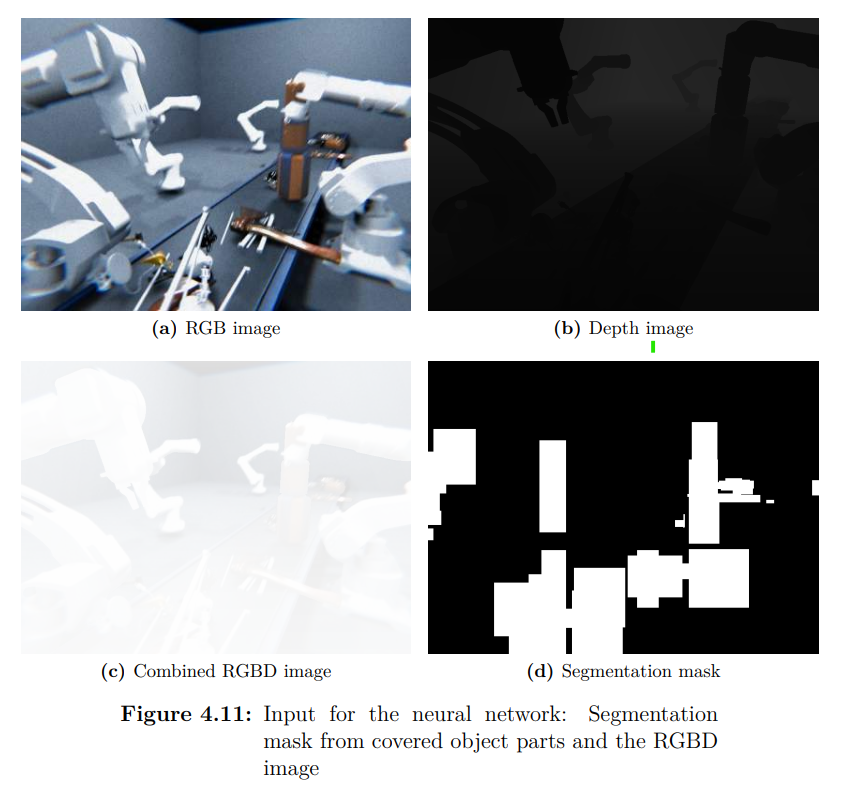 (a) RGB image
(b) Depth image
(c) Combined RGBD image
(d) Segmentation mask
Figure 4.11: Input for the neural network: Segmentation
mask from covered object parts and the RGBD
image